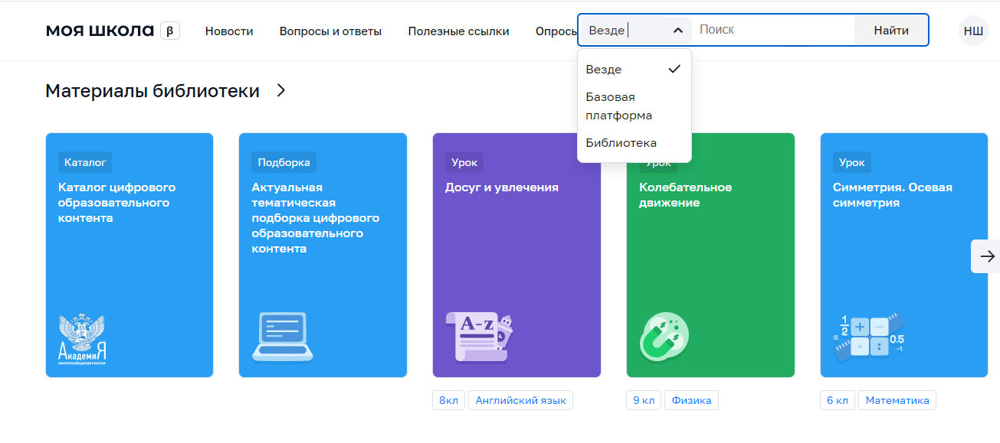 моя школа β
Новости
Вопросы и ответы
Полезные ссылки
Опросы
Везде
Поиск
Найти
НШ
Везде
Базовая
платформа
Библиотека
Материалы библиотеки
Каталог
Каталог цифрового
образовательного
контента
АкадемиЯ
МИНПРОСВЕЩЕНИЯ РОССИИ
Подборка
Актуальная
тематическая
подборка цифрового
образовательного
контента
Урок
Досуг и увлечения
A-z
8кл
Английский язык
Урок
Колебательное
движение
9 кл
Физика
Урок
Симметрия. Осевая
симметрия
1
2
+
−
a
0.5
:
-1
6 кл
Математика